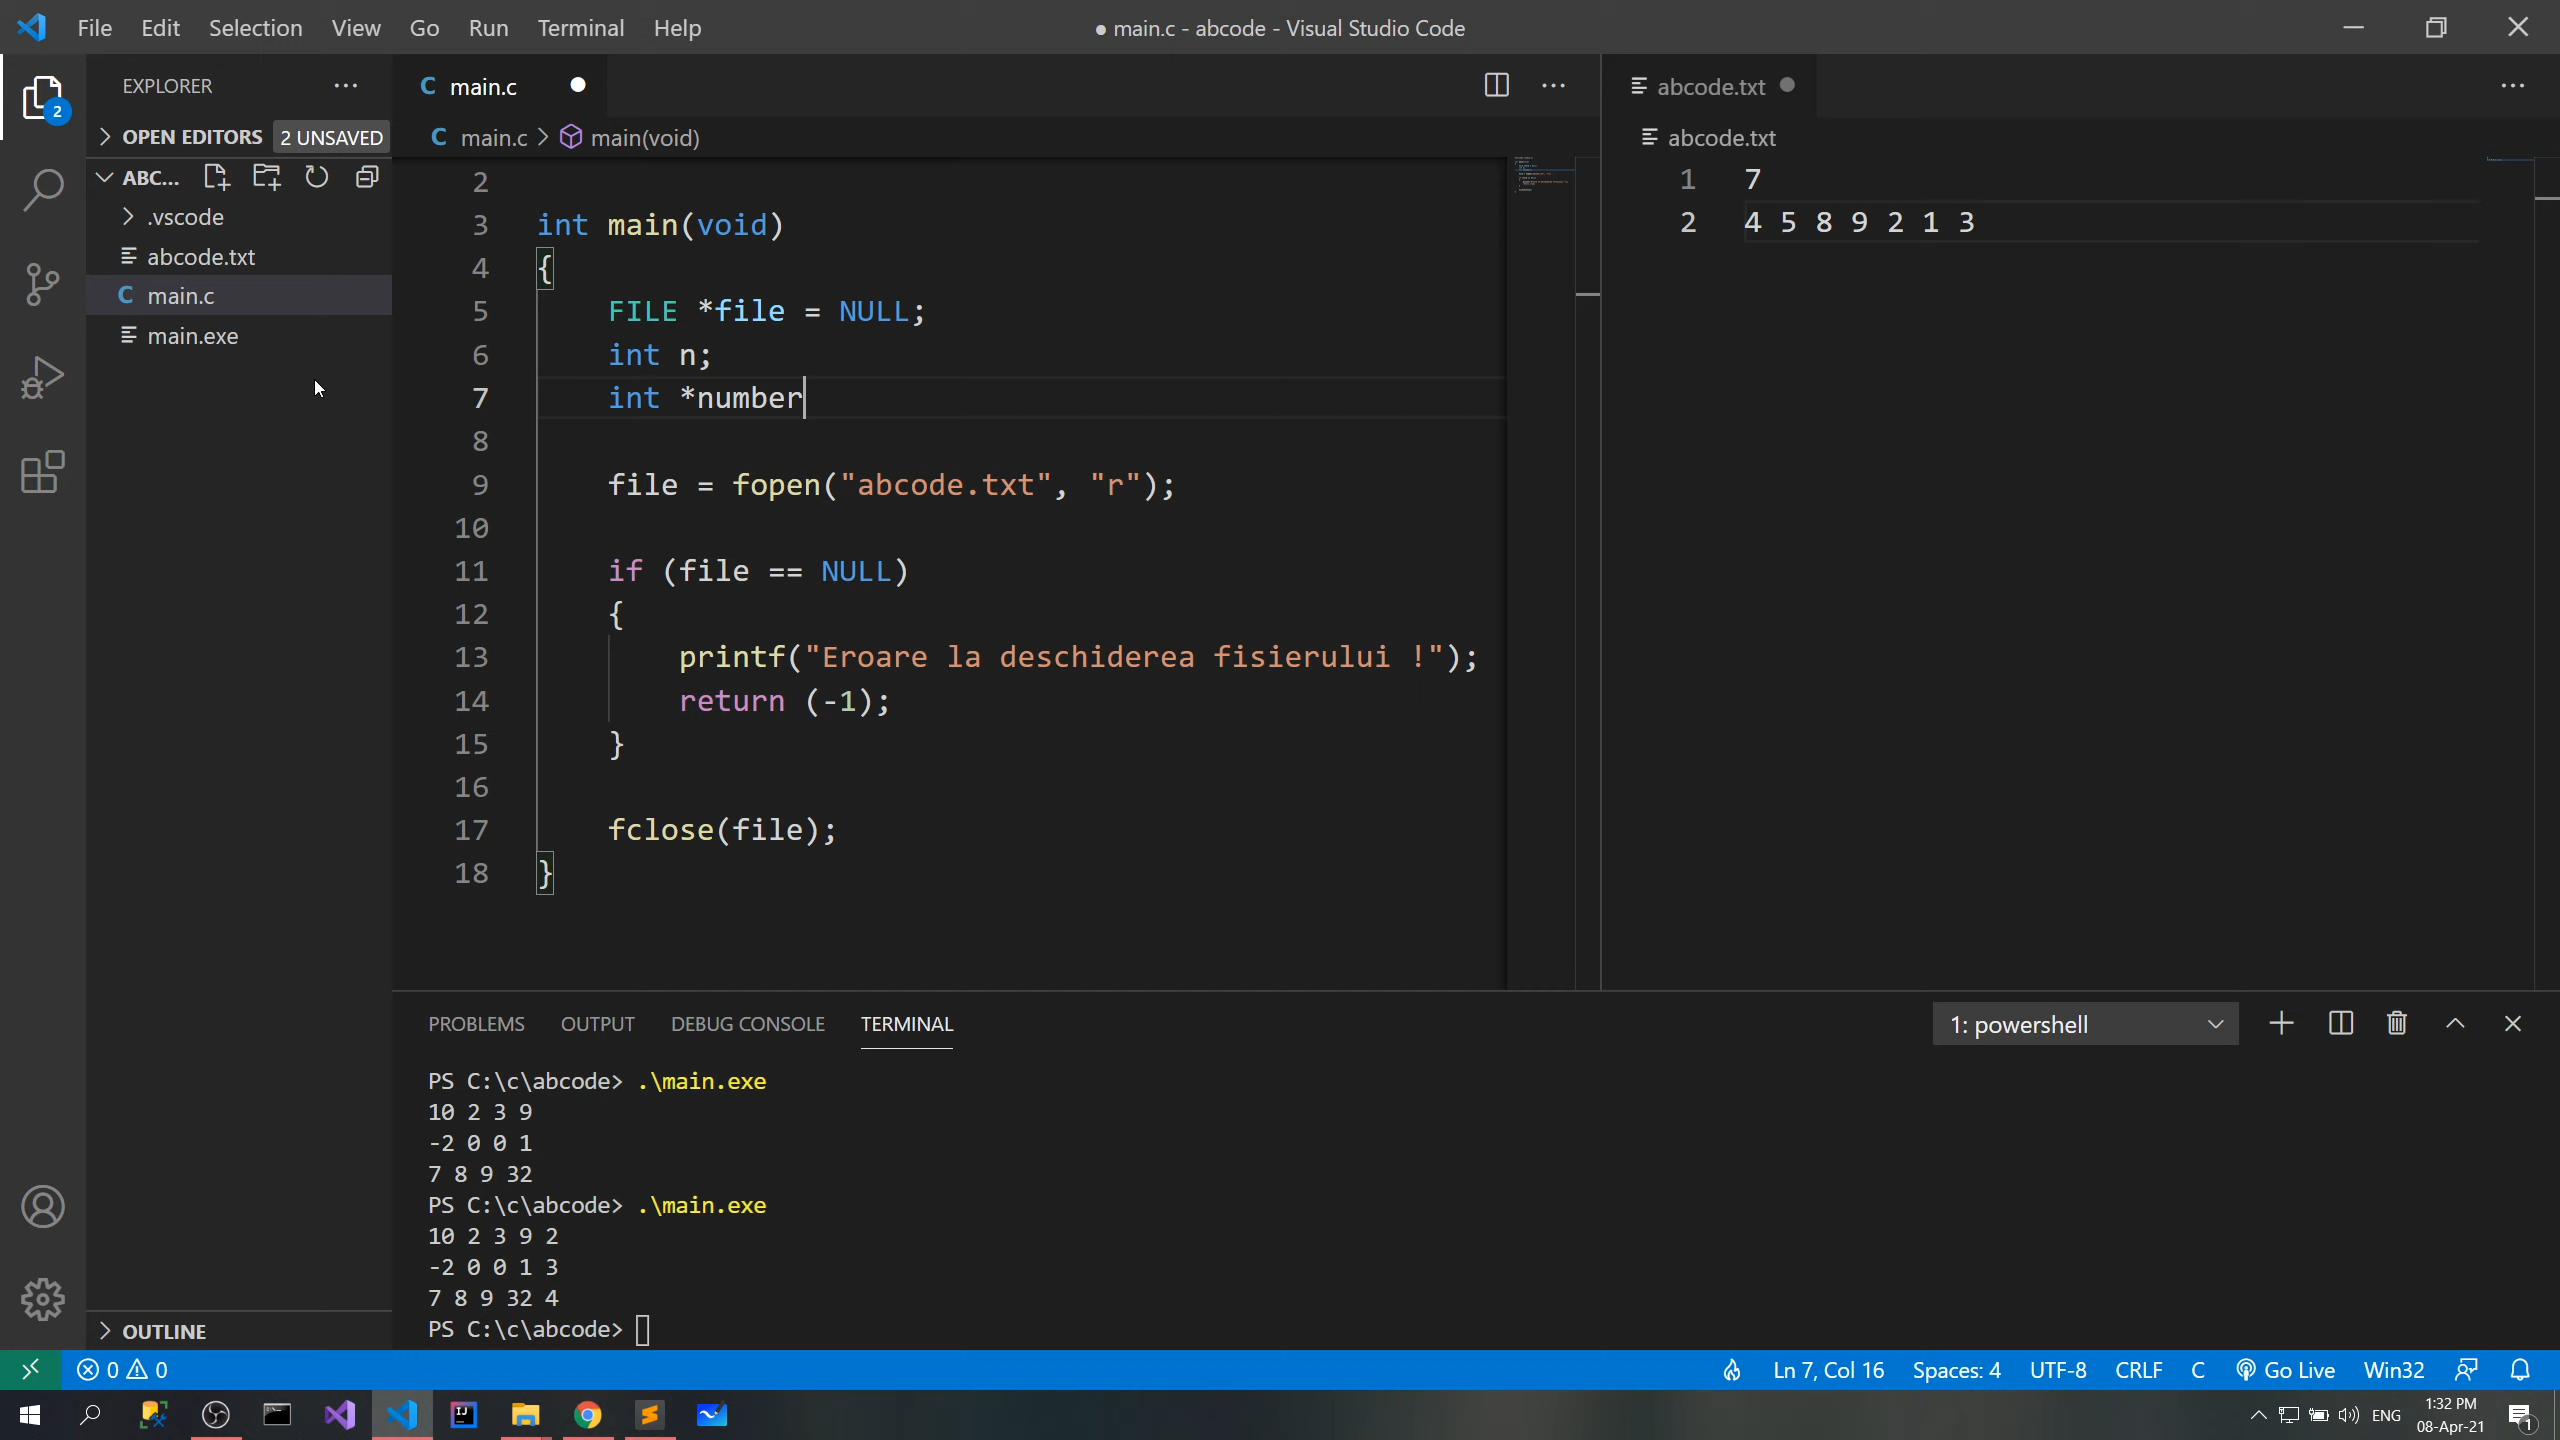 File Edit Selection View Go Run Terminal Help
● main.c - abcode - Visual Studio Code
2
EXPLORER
OPEN EDITORS 2 UNSAVED
ABC...
.vscode
abcode.txt
C main.c
main.exe
OUTLINE
C main.c
C main.c > main(void)
2
3 int main(void)
4 {
5 FILE *file = NULL;
6 int n;
7 int *number
8
9 file = fopen("abcode.txt", "r");
10
11 if (file == NULL)
12 {
13 printf("Eroare la deschiderea fisierului !");
14 return (-1);
15 }
16
17 fclose(file);
18 }
abcode.txt
abcode.txt
1 7
2 4 5 8 9 2 1 3
PROBLEMS OUTPUT DEBUG CONSOLE TERMINAL
1: powershell
PS C:\c\abcode> .\main.exe
10 2 3 9
-2 0 0 1
7 8 9 32
PS C:\c\abcode> .\main.exe
10 2 3 9 2
-2 0 0 1 3
7 8 9 32 4
PS C:\c\abcode>
0 0 Ln 7, Col 16 Spaces: 4 UTF-8 CRLF C Go Live Win32
IJ
ENG
1:32 PM
08-Apr-21
1